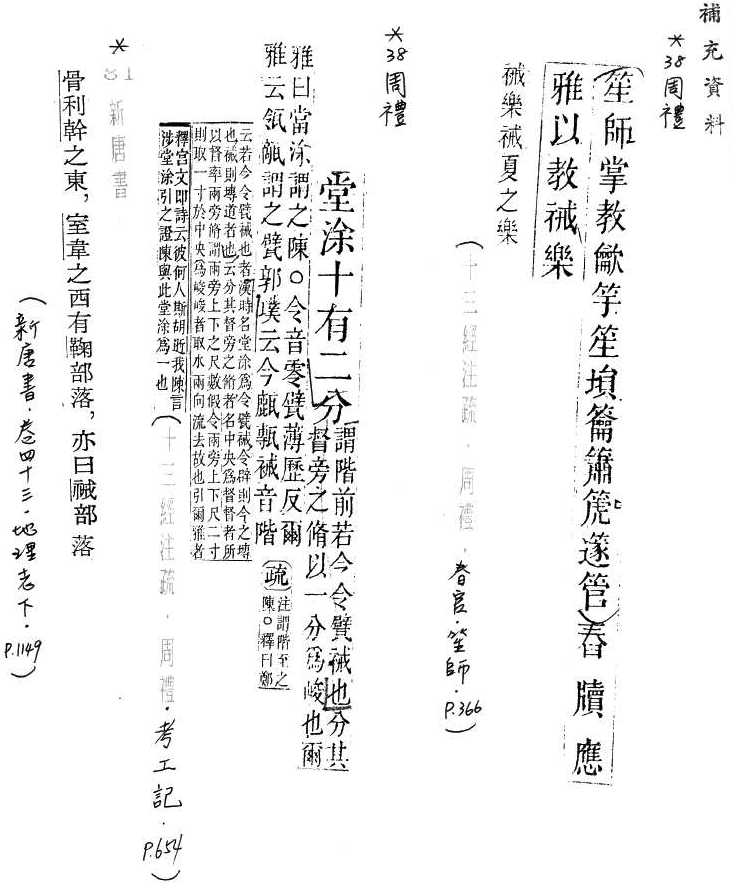 補充資料
*38周禮
笙師掌教龡竽笙塤籥簫篪篴管舂牘應
雅以教祴樂
祴樂祴夏之樂
(十三經注疏.周禮.春官.笙師.P.366)
*38周禮
堂涂十有二分
謂階前若今令甓祴也分其
督旁之脩以一分爲峻也爾
雅曰當涂謂之陳○令音零甓薄歷反爾
雅云瓴甋謂之甓郭璞云今甗瓳祴音階
疏
注謂階至之
陳○釋曰鄭
云若今令甓祴也者漢時名堂涂爲令甓祴令辟則今之塼
也祴則塼道者也云分其督旁之脩者名中央爲督督者所
以督率兩旁脩謂兩旁上下之尺數假令兩旁上下尺二寸
則取一寸於中央爲峻峻者取水兩向流去故也引爾雅者
釋宫文即詩云彼何人斯胡逝我陳言
涉堂涂引之證陳與此堂涂爲一也
(十三經注疏.周禮.考工記.P.654)
*81新唐書
骨利幹之東,室韋之西有鞠部落,亦曰祴部落
(新唐書.卷四十三.地理志下.P.1149)